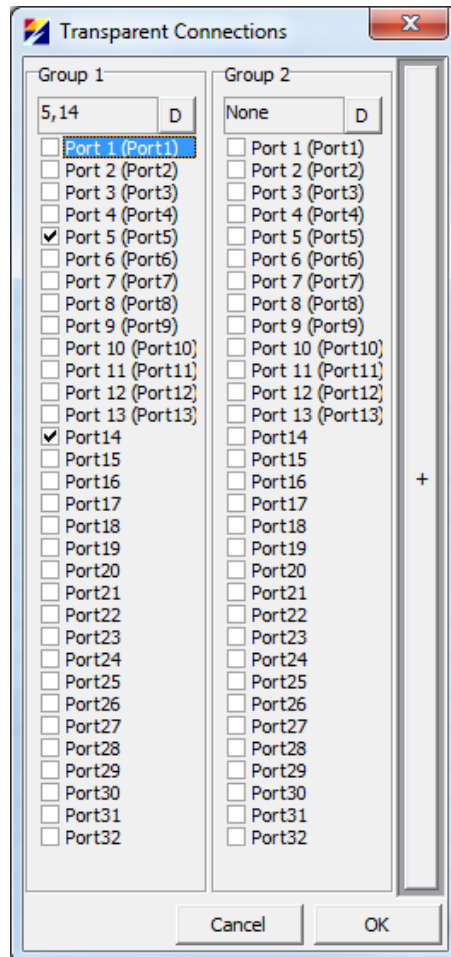 Transparent Connections
Group 1
5,14
D
Port 1 (Port1)
Port 2 (Port2)
Port 3 (Port3)
Port 4 (Port4)
Port 5 (Port5)
Port 6 (Port6)
Port 7 (Port7)
Port 8 (Port8)
Port 9 (Port9)
Port 10 (Port10)
Port 11 (Port11)
Port 12 (Port12)
Port 13 (Port13)
Port14
Port15
Port16
Port17
Port18
Port19
Port20
Port21
Port22
Port23
Port24
Port25
Port26
Port27
Port28
Port29
Port30
Port31
Port32
Group 2
None
D
Port 1 (Port1)
Port 2 (Port2)
Port 3 (Port3)
Port 4 (Port4)
Port 5 (Port5)
Port 6 (Port6)
Port 7 (Port7)
Port 8 (Port8)
Port 9 (Port9)
Port 10 (Port10)
Port 11 (Port11)
Port 12 (Port12)
Port 13 (Port13)
Port14
Port15
Port16
Port17
Port18
Port19
Port20
Port21
Port22
Port23
Port24
Port25
Port26
Port27
Port28
Port29
Port30
Port31
Port32
+
Cancel
OK